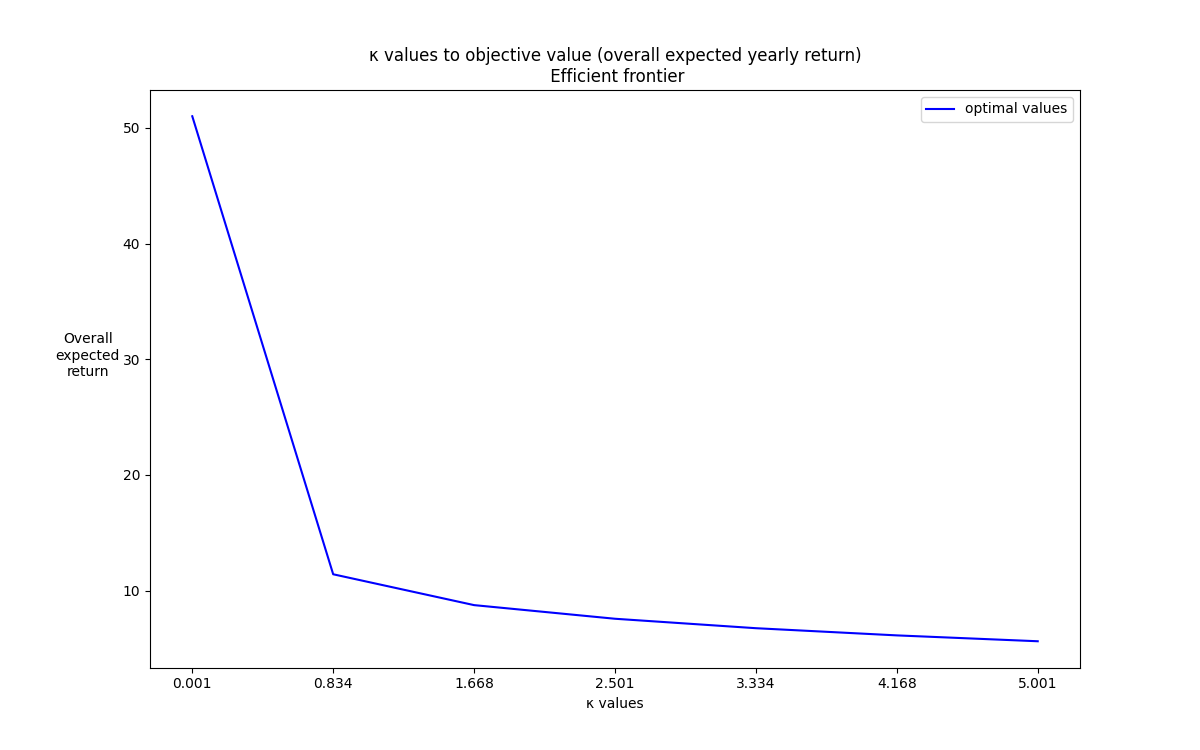 κ values to objective value (overall expected yearly return)
Efficient frontier
optimal values
50
40
30
20
10
Overall
expected
return
0.001 0.834 1.668 2.501 3.334 4.168 5.001
κ values